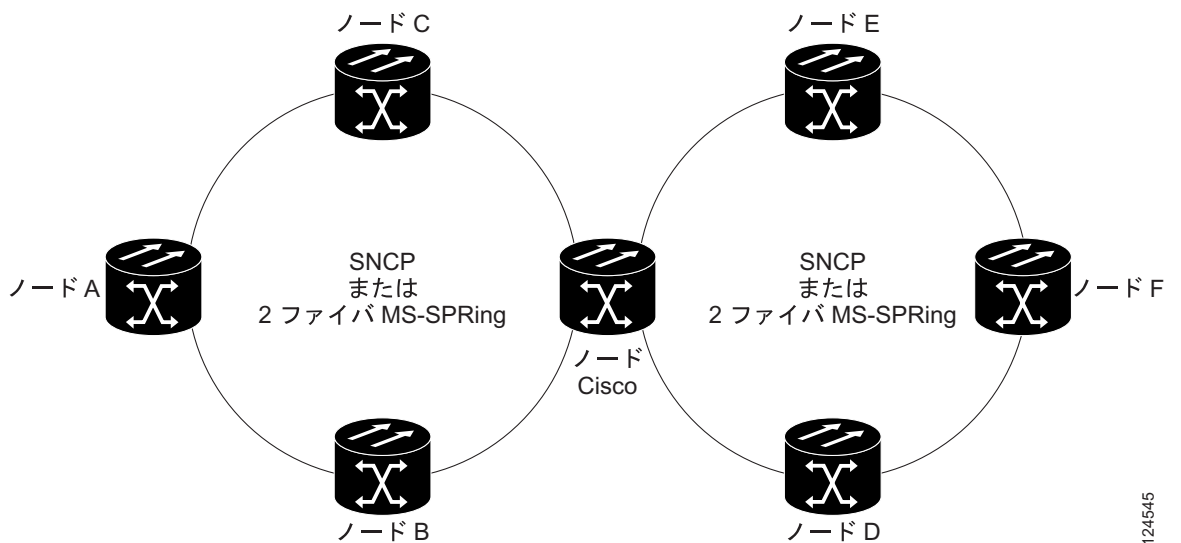 ノード C
ノード E
ノード A
SNCP
または
2 ファイバ MS-SPRing
ノード
Cisco
SNCP
または
2 ファイバ MS-SPRing
ノード F
ノード B
ノード D
124545